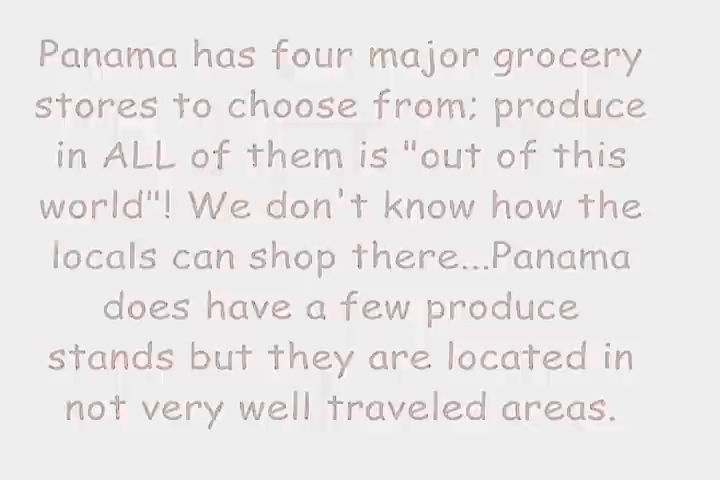 Panama has four major grocery
stores to choose from; produce
in ALL of them is "out of this
world"! We don't know how the
locals can shop there...Panama
does have a few produce
stands but they are located in
not very well traveled areas.